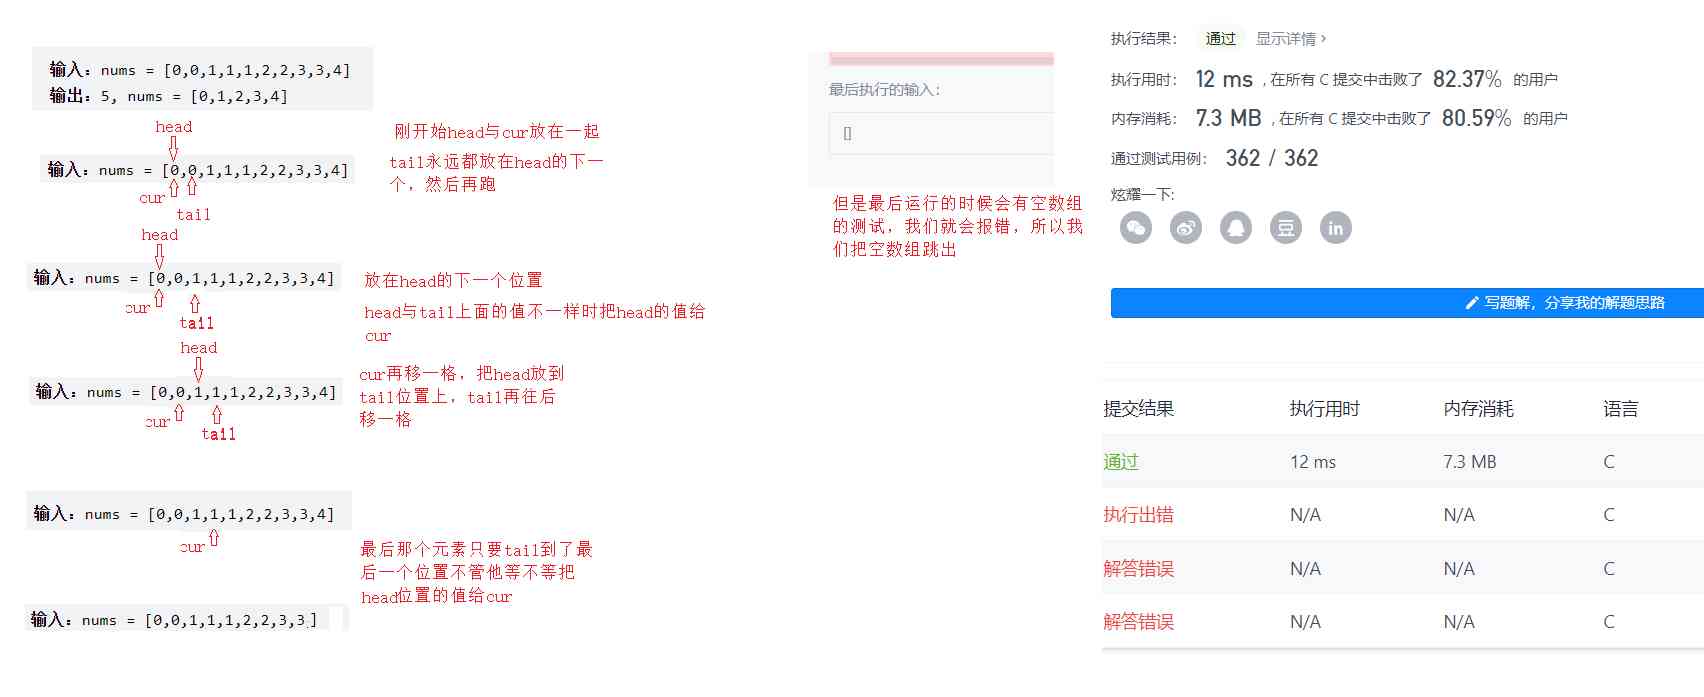 输入：nums = [0,0,1,1,1,2,2,3,3,4]
输出：5, nums = [0,1,2,3,4]
head
刚开始head与cur放在一起
tail永远都放在head的下一
个，然后再跑
输入：nums = [0,0,1,1,1,2,2,3,3,4]
cur
tail
head
输入：nums = [0,0,1,1,1,2,2,3,3,4]
放在head的下一个位置
cur
tail
head与tail上面的值不一样时把head的值给
cur
head
输入：nums = [0,0,1,1,1,2,2,3,3,4]
cur再移一格，把head放到
tail位置上，tail再往后
移一格
cur
tail
输入：nums = [0,0,1,1,1,2,2,3,3,4]
cur
最后那个元素只要tail到了最
后一个位置不管他等不等把
head位置的值给cur
输入：nums = [0,0,1,1,1,2,2,3,3]
最后执行的输入：
[]
但是最后运行的时候会有空数组
的测试，我们就会报错，所以我
们把空数组跳出
执行结果： 通过 显示详情 ›
执行用时： 12 ms , 在所有 C 提交中击败了 82.37% 的用户
内存消耗： 7.3 MB , 在所有 C 提交中击败了 80.59% 的用户
通过测试用例： 362 / 362
炫耀一下:
豆 in
写题解，分享我的解题思路
提交结果 执行用时 内存消耗 语言
通过 12 ms 7.3 MB C
执行出错 N/A N/A C
解答错误 N/A N/A C
解答错误 N/A N/A C